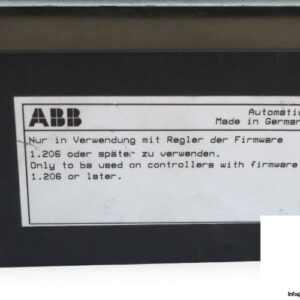 ABB
Automatic
Made in German
Nur in Verwendung mit Regler der Firmware
1.206 oder später zu verwenden.
Only to be used on controllers with firmware
1.206 or later.